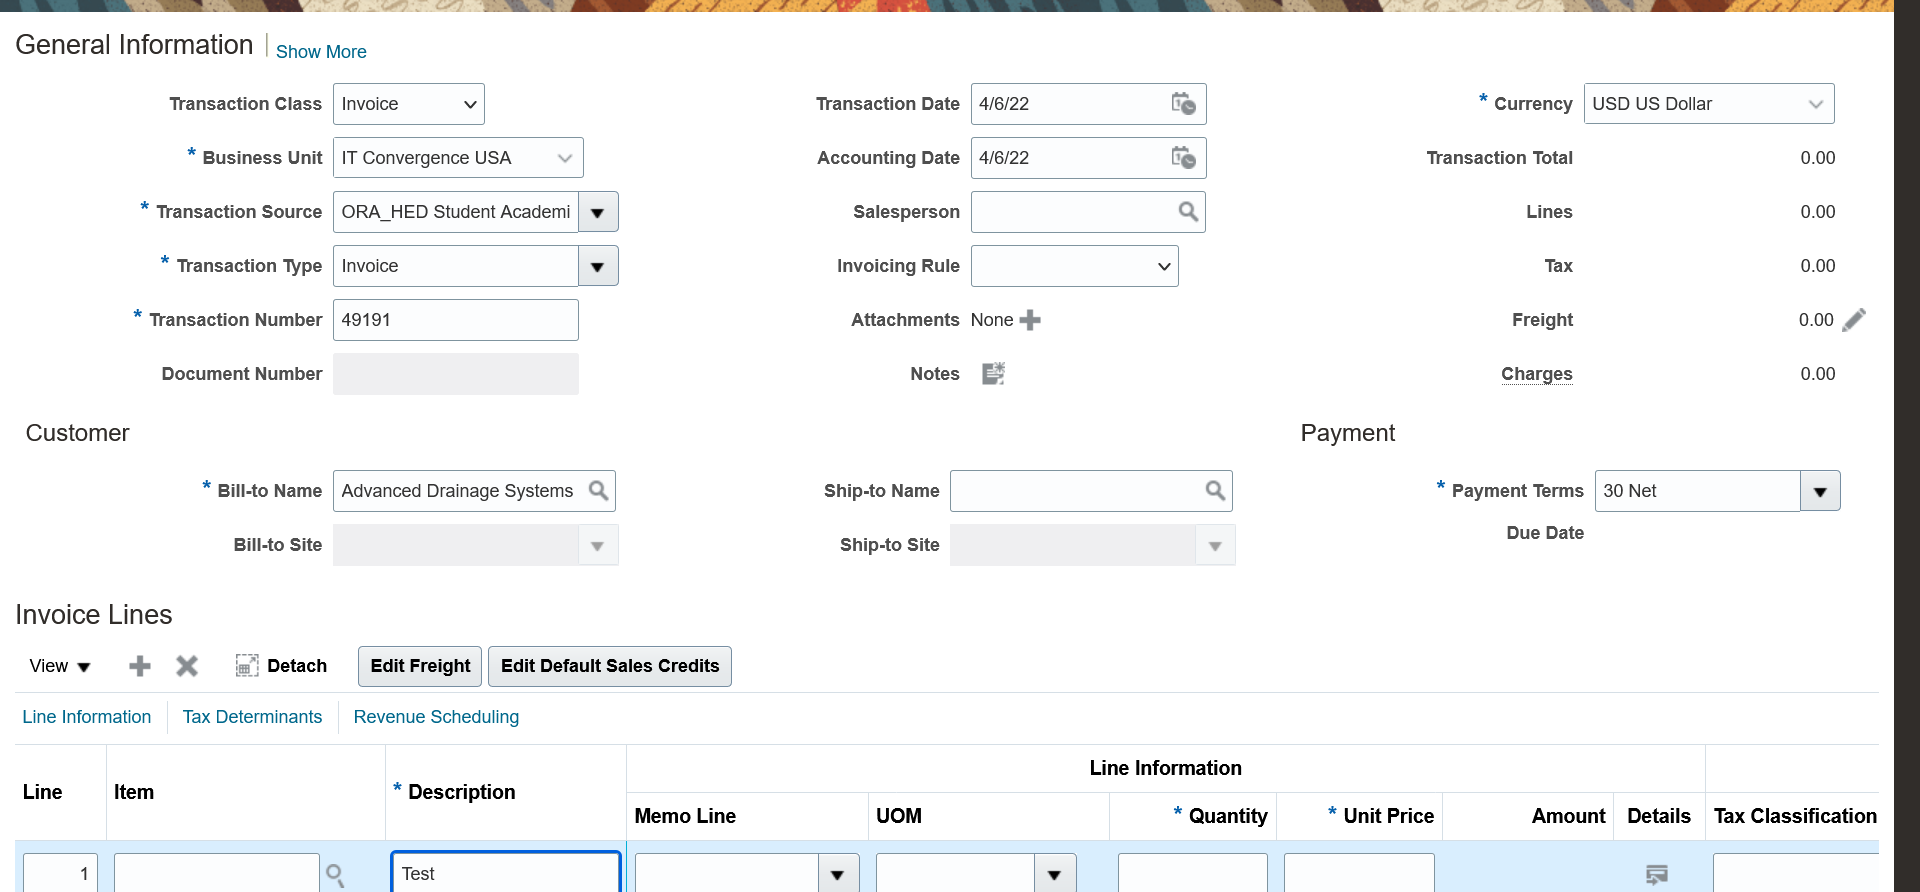 General Information
Show More
Transaction Class Invoice
Transaction Date 4/6/22
* Currency USD US Dollar
* Business Unit IT Convergence USA
Accounting Date 4/6/22
Transaction Total 0.00
* Transaction Source ORA_HED Student Academi
Salesperson
Lines 0.00
* Transaction Type Invoice
Invoicing Rule
Tax 0.00
* Transaction Number 49191
Attachments None
Freight 0.00
Document Number
Notes
Charges 0.00
Customer
Payment
* Bill-to Name Advanced Drainage Systems
Ship-to Name
* Payment Terms 30 Net
Bill-to Site
Ship-to Site
Due Date
Invoice Lines
View Detach Edit Freight Edit Default Sales Credits
Line Information Tax Determinants Revenue Scheduling
Line Information
Line Item * Description
Memo Line UOM * Quantity * Unit Price Amount Details Tax Classification
1 Test